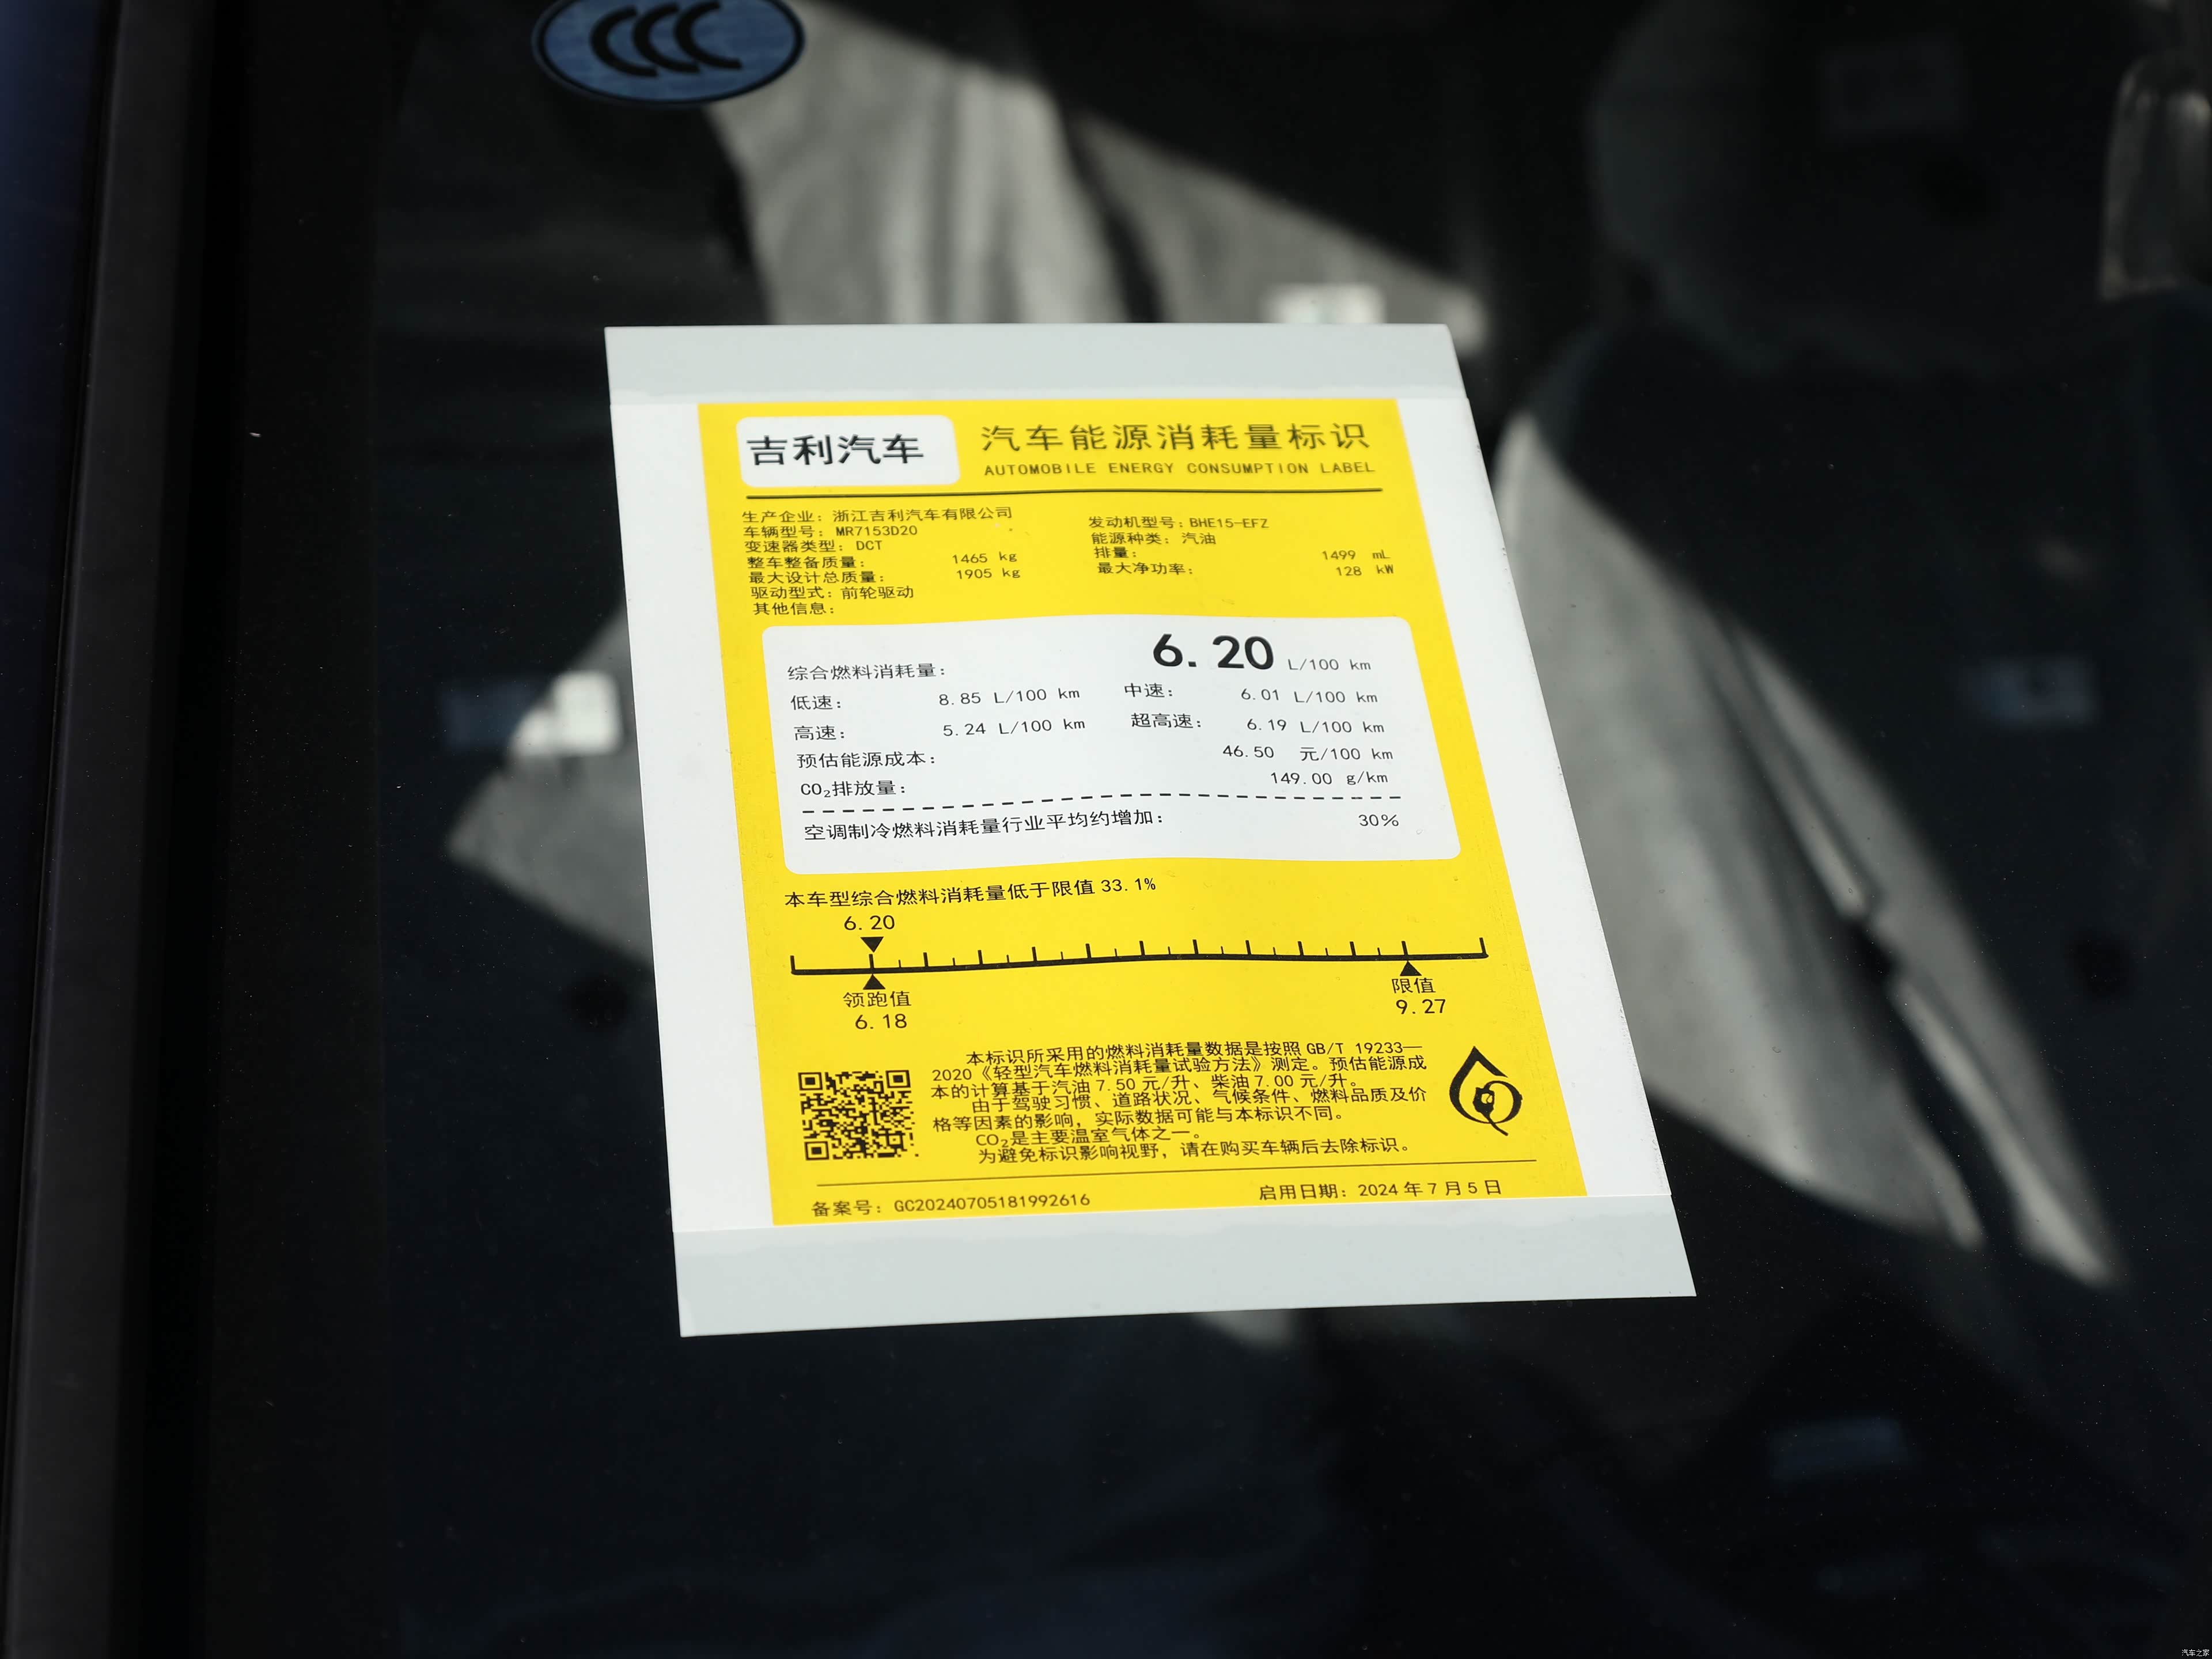 CCC
吉利汽车
汽车能源消耗量标识
AUTOMOBILE ENERGY CONSUMPTION LABEL
生产企业：浙江吉利汽车有限公司
车辆型号：MR7153D20
发动机型号：BHE15-EFZ
变速器类型：DCT
能源种类：汽油
整车整备质量： 1465 kg
排量： 1499 mL
最大设计总质量： 1905 kg
最大净功率： 128 kW
驱动型式：前轮驱动
其他信息：
综合燃料消耗量： 6.20 L/100 km
低速： 8.85 L/100 km 中速： 6.01 L/100 km
高速： 5.24 L/100 km 超高速： 6.19 L/100 km
预估能源成本： 46.50 元/100 km
CO₂排放量： 149.00 g/km
空调制冷燃料消耗量行业平均约增加： 30%
本车型综合燃料消耗量低于限值 33.1%
6.20
领跑值 限值
6.18 9.27
本标识所采用的燃料消耗量数据是按照 GB/T 19233—
2020《轻型汽车燃料消耗量试验方法》测定。预估能源成
本的计算基于汽油 7.50 元/升、柴油 7.00 元/升。
由于驾驶习惯、道路状况、气候条件、燃料品质及价
格等因素的影响，实际数据可能与本标识不同。
CO₂是主要温室气体之一。
为避免标识影响视野，请在购买车辆后去除标识。
备案号：GC20240705181992616 启用日期：2024 年 7 月 5 日
汽车之家